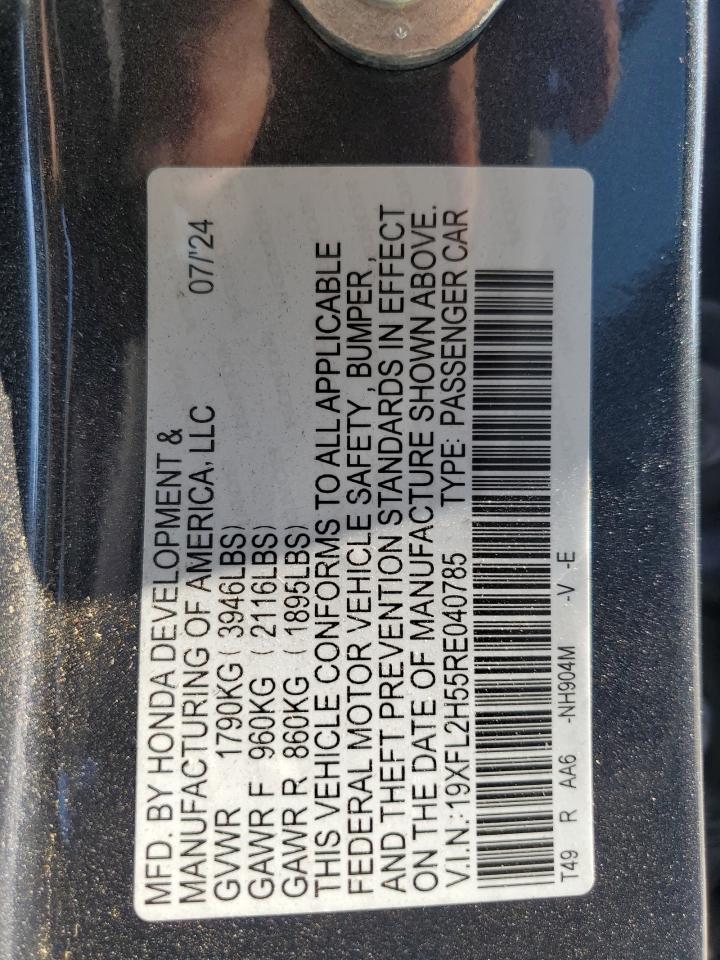 MFD. BY HONDA DEVELOPMENT &
MANUFACTURING OF AMERICA, LLC 07/'24
GVWR 1790KG ( 3946LBS)
GAWR F 960KG ( 2116LBS)
GAWR R 860KG ( 1895LBS)
THIS VEHICLE CONFORMS TO ALL APPLICABLE
FEDERAL MOTOR VEHICLE SAFETY , BUMPER ,
AND THEFT PREVENTION STANDARDS IN EFFECT
ON THE DATE OF MANUFACTURE SHOWN ABOVE.
V.I.N.:19XFL2H55RE040785 TYPE: PASSENGER CAR
T49 R AA6 -NH904M -V -E